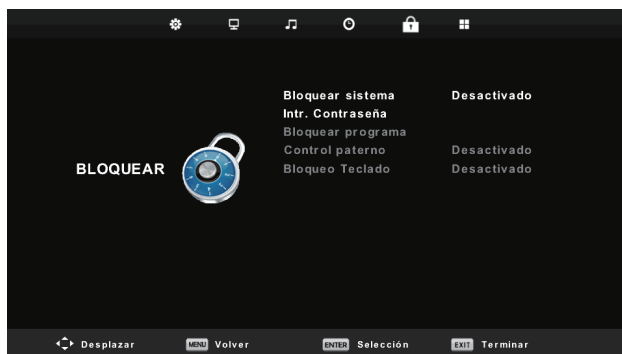 Bloquear sistema Desactivado
Intr. Contraseña
Bloquear programa
Control paterno Desactivado
BLOQUEAR
Bloqueo Teclado Desactivado
Desplazar MENU Volver ENTER Selección EXIT Terminar